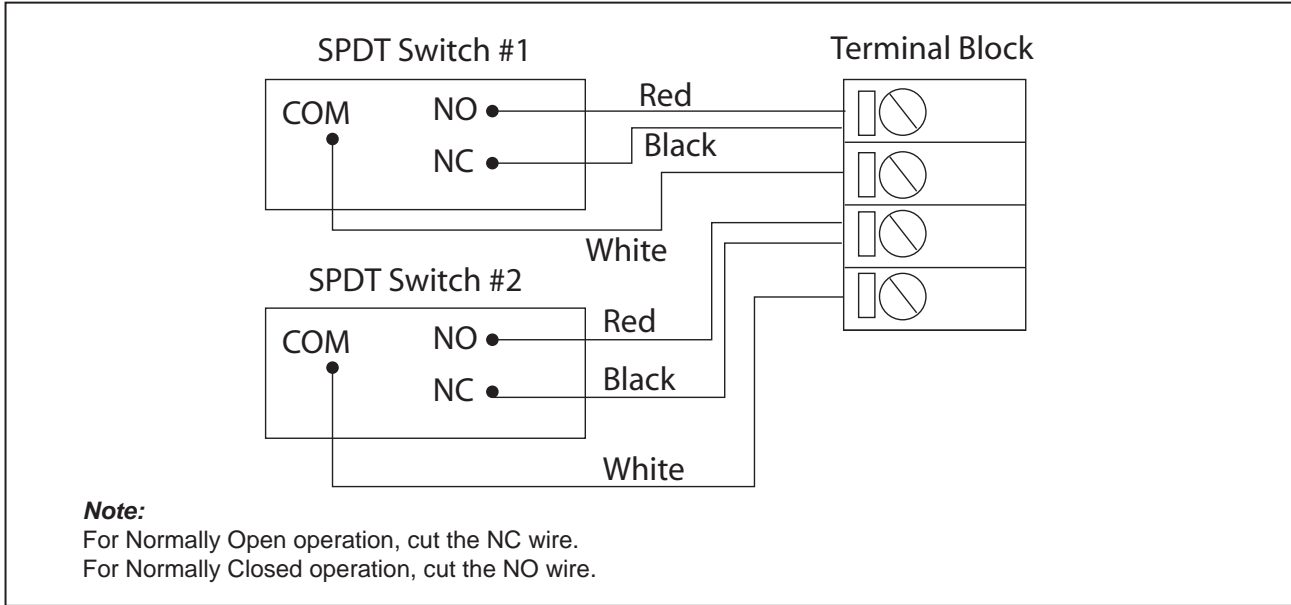 SPDT Switch #1
Terminal Block
COM
NO
Red
NC
Black
White
SPDT Switch #2
COM
NO
Red
NC
Black
White
Note:
For Normally Open operation, cut the NC wire.
For Normally Closed operation, cut the NO wire.